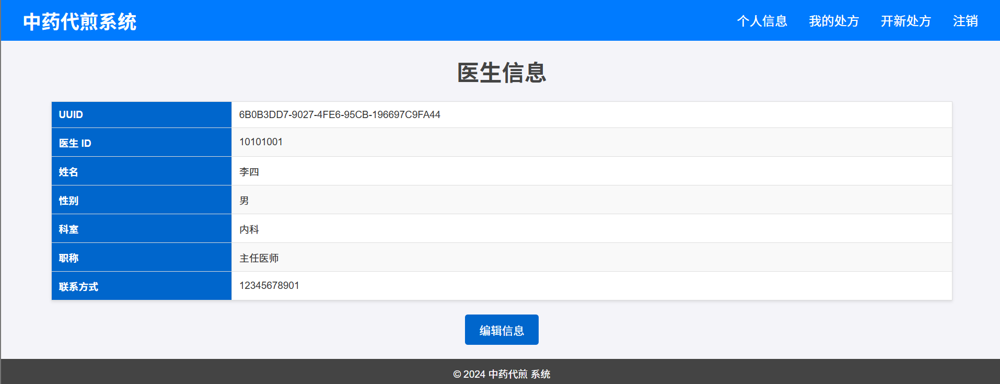 中药代煎系统 个人信息 我的处方 开新处方 注销
医生信息
UUID 6B0B3DD7-9027-4FE6-95CB-196697C9FA44
医生 ID 10101001
姓名 李四
性别 男
科室 内科
职称 主任医师
联系方式 12345678901
编辑信息
© 2024 中药代煎 系统